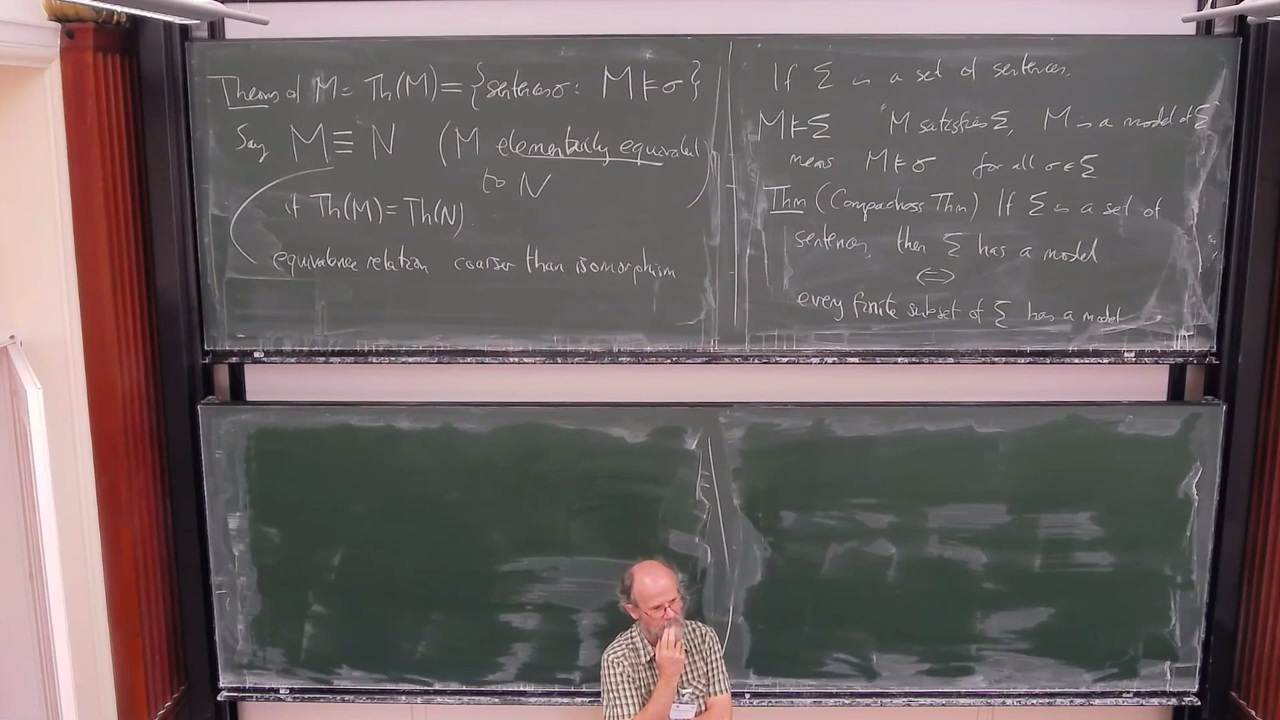 Theory of M = Th(M) = {sentences σ : M ⊨ σ}
Say M ≡ N (M elementarily equivalent
to N)
if Th(M) = Th(N)
equivalence relation coarser than isomorphism
If Σ is a set of sentences,
M ⊨ Σ "M satisfies Σ, M is a model of Σ"
means M ⊨ σ for all σ ∈ Σ
Thm (Compactness Thm) If Σ is a set of
sentences, then Σ has a model
⇔
every finite subset of Σ has a model